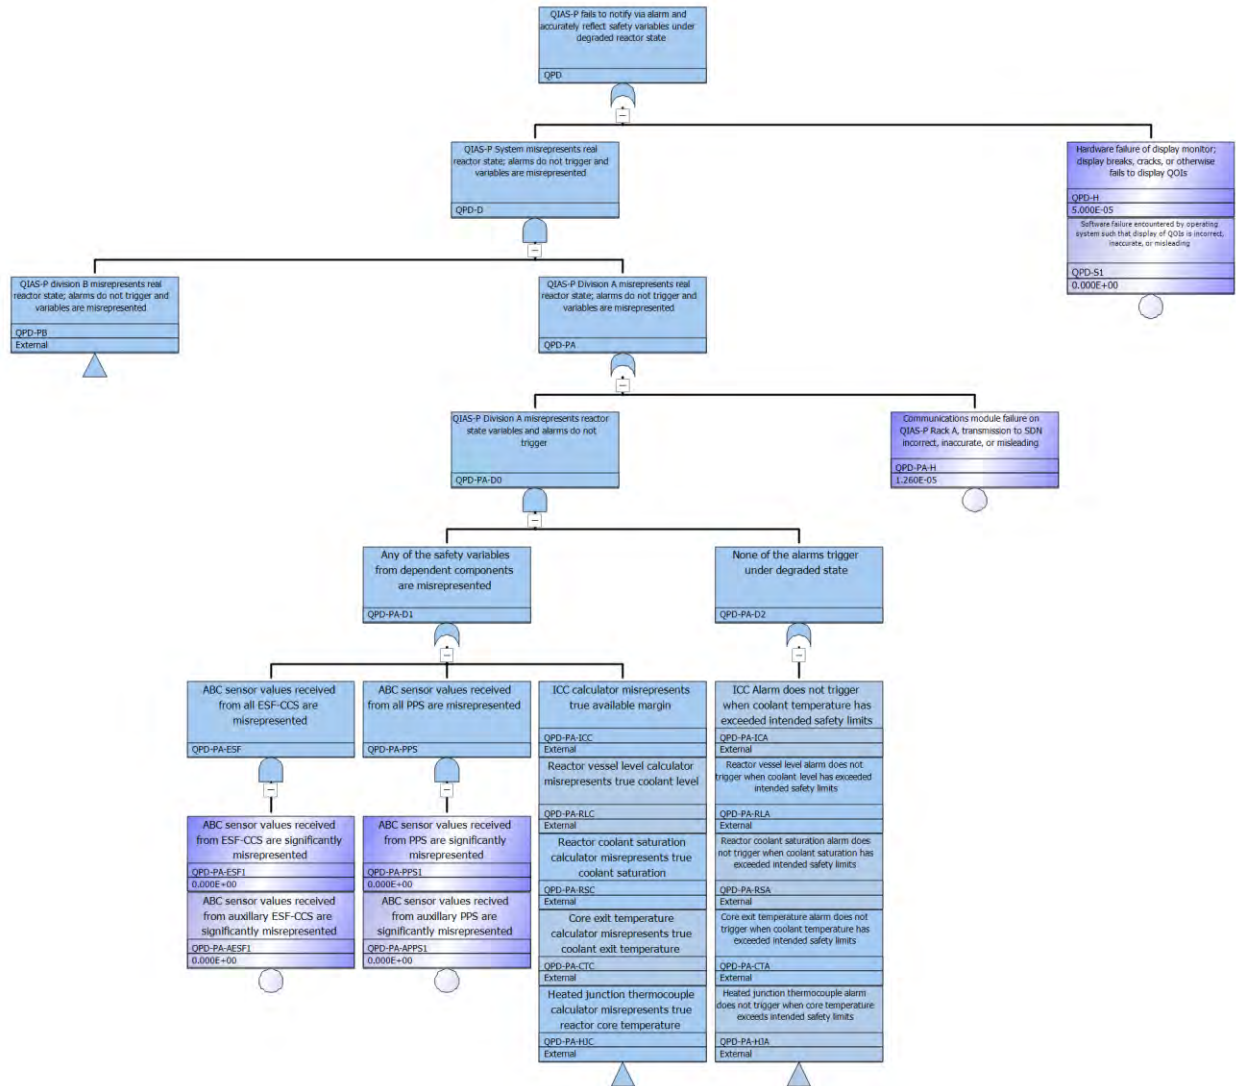 QIAS-P fails to notify via alarm and
accurately reflect safety variables under
degraded reactor state
QPD
QIAS-P System misrepresents real
reactor state; alarms do not trigger and
variables are misrepresented
QPD-D
Hardware failure of display monitor;
display breaks, cracks, or otherwise
fails to display QOIs
QPD-H
5.000E-05
Software failure encountered by operating
system such that display of QOIs is incorrect,
inaccurate, or misleading
QPD-S1
0.000E+00
QIAS-P division B misrepresents real
reactor state; alarms do not trigger and
variables are misrepresented
QPD-PB
External
QIAS-P Division A misrepresents real
reactor state; alarms do not trigger and
variables are misrepresented
QPD-PA
QIAS-P Division A misrepresents reactor
state variables and alarms do not
trigger
QPD-PA-D0
Communications module failure on
QIAS-P Rack A, transmission to SDN
incorrect, inaccurate, or misleading
QPD-PA-H
1.260E-05
Any of the safety variables
from dependent components
are misrepresented
QPD-PA-D1
None of the alarms trigger
under degraded state
QPD-PA-D2
ABC sensor values received
from all ESF-CCS are
misrepresented
QPD-PA-ESF
ABC sensor values received
from all PPS are misrepresented
QPD-PA-PPS
ICC calculator misrepresents
true available margin
QPD-PA-ICC
External
Reactor vessel level calculator
misrepresents true coolant level
QPD-PA-RLC
External
Reactor coolant saturation
calculator misrepresents true
coolant saturation
QPD-PA-RSC
External
Core exit temperature
calculator misrepresents true
coolant exit temperature
QPD-PA-CTC
External
Heated junction thermocouple
calculator misrepresents true
reactor core temperature
QPD-PA-HJC
External
ICC Alarm does not trigger
when coolant temperature has
exceeded intended safety limits
QPD-PA-ICA
External
Reactor vessel level alarm does not
trigger when coolant level has exceeded
intended safety limits
QPD-PA-RLA
External
Reactor coolant saturation alarm does
not trigger when coolant saturation has
exceeded intended safety limits
QPD-PA-RSA
External
Core exit temperature alarm does not
trigger when coolant temperature has
exceeded intended safety limits
QPD-PA-CTA
External
Heated junction thermocouple alarm
does not trigger when core temperature
exceeds intended safety limits
QPD-PA-HJA
External
ABC sensor values received
from ESF-CCS are significantly
misrepresented
QPD-PA-ESF1
0.000E+00
ABC sensor values received
from auxillary ESF-CCS are
significantly misrepresented
QPD-PA-AESF1
0.000E+00
ABC sensor values received
from PPS are significantly
misrepresented
QPD-PA-PPS1
0.000E+00
ABC sensor values recived
from auxillary PPS are
significantly misrepresented
QPD-PA-APPS1
0.000E+00